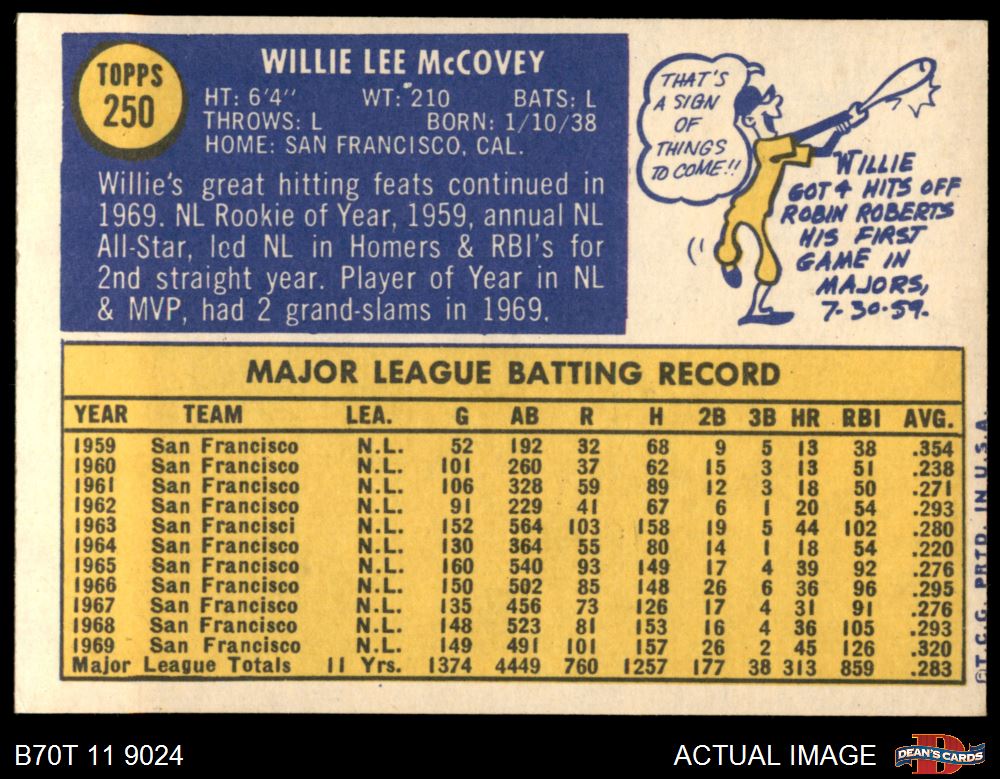 TOPPS
250
WILLIE LEE McCOVEY
HT: 6'4" WT: 210 BATS: L
THROWS: L BORN: 1/10/38
HOME: SAN FRANCISCO, CAL.
Willie's great hitting feats continued in
1969. NL Rookie of Year, 1959, annual NL
All-Star, lcd NL in Homers & RBI's for
2nd straight year. Player of Year in NL
& MVP, had 2 grand-slams in 1969.
THAT'S
A SIGN
OF
THINGS
TO COME!!
WILLIE
GOT 4 HITS OFF
ROBIN ROBERTS
HIS FIRST
GAME IN
MAJORS,
7-30-59.
MAJOR LEAGUE BATTING RECORD
YEAR TEAM LEA. G AB R H 2B 3B HR RBI AVG.
1959 San Francisco N.L. 52 192 32 68 9 5 13 38 .354
1960 San Francisco N.L. 101 260 37 62 15 3 13 51 .238
1961 San Francisco N.L. 106 328 59 89 12 3 18 50 .271
1962 San Francisco N.L. 91 229 41 67 6 1 20 54 .293
1963 San Francisci N.L. 152 564 103 158 19 5 44 102 .280
1964 San Francisco N.L. 130 364 55 80 14 1 18 54 .220
1965 San Francisco N.L. 160 540 93 149 17 4 39 92 .276
1966 San Francisco N.L. 150 502 85 148 26 6 36 96 .295
1967 San Francisco N.L. 135 456 73 126 17 4 31 91 .276
1968 San Francisco N.L. 148 523 81 153 16 4 36 105 .293
1969 San Francisco N.L. 149 491 101 157 26 2 45 126 .320
Major League Totals 11 Yrs. 1374 4449 760 1257 177 38 313 859 .283
©T.C.G. PRTD. IN U.S.A.
B70T 11 9024
ACTUAL IMAGE
DEAN'S CARDS